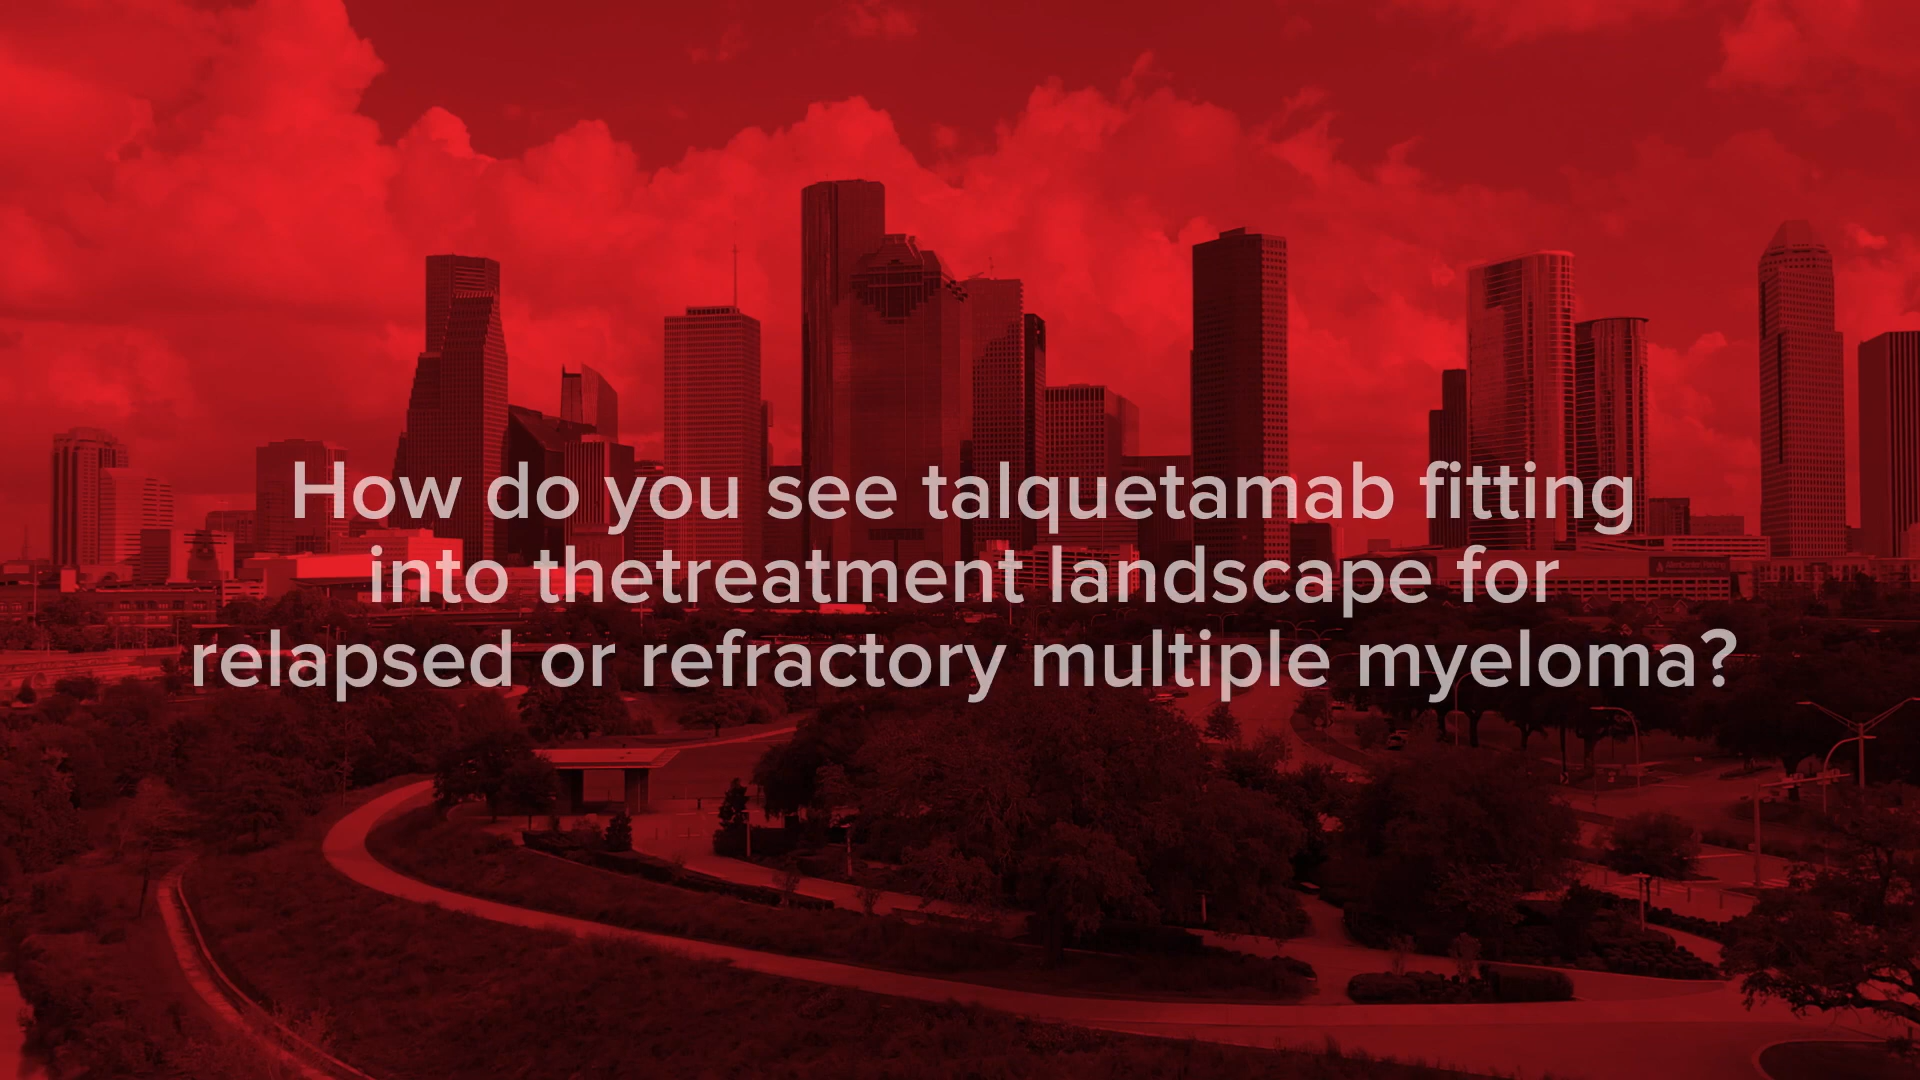 How do you see talquetamab fitting
into thetreatment landscape for
relapsed or refractory multiple myeloma?